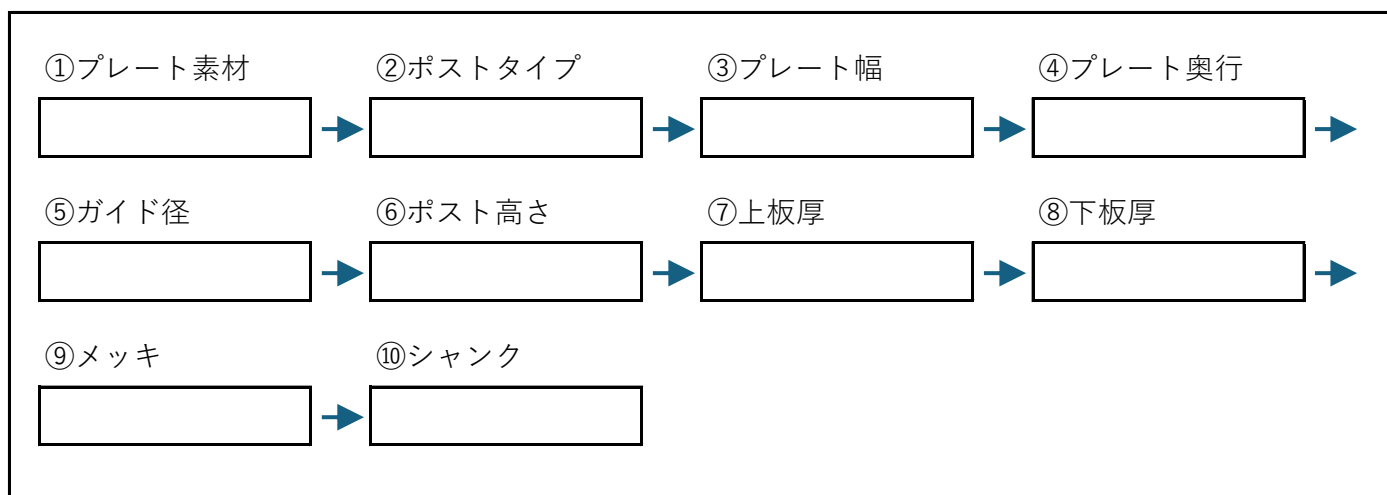 ①プレート素材 ②ポストタイプ ③プレート幅 ④プレート奥行
⑤ガイド径 ⑥ポスト高さ ⑦上板厚 ⑧下板厚
⑨メッキ ⑩シャンク